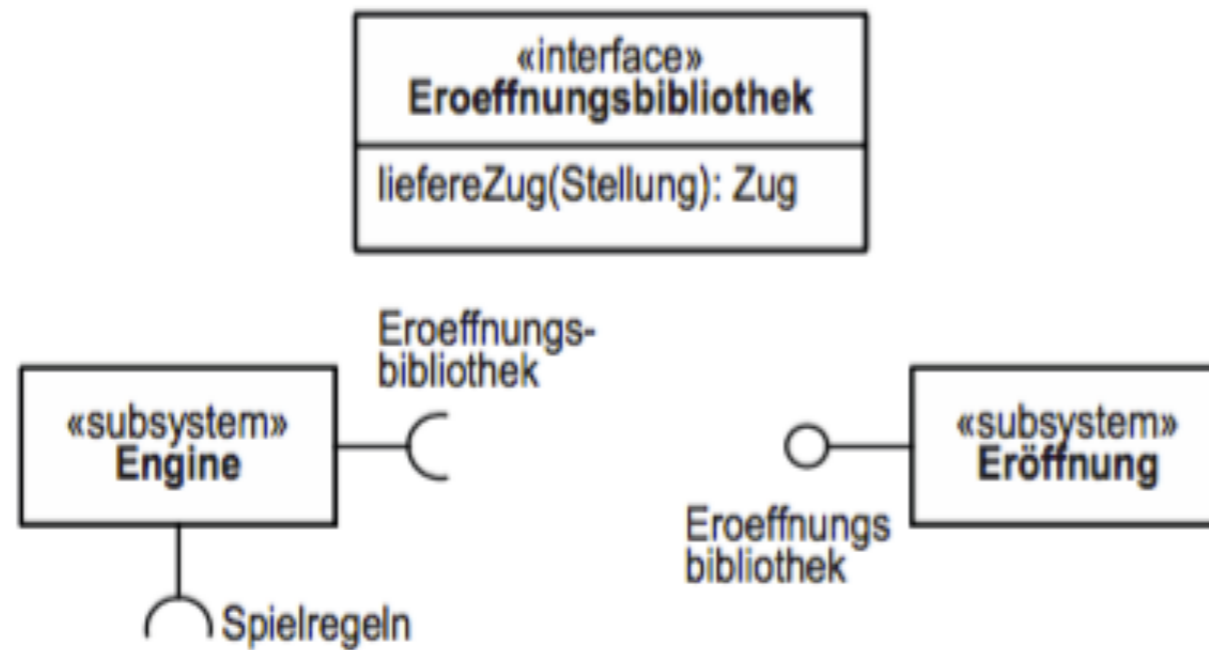 «interface»
Eroeffnungsbibliothek
liefereZug(Stellung): Zug
Eroeffnungs-
bibliothek
«subsystem»
Engine
«subsystem»
Eröffnung
Eroeffnungs
bibliothek
Spielregeln